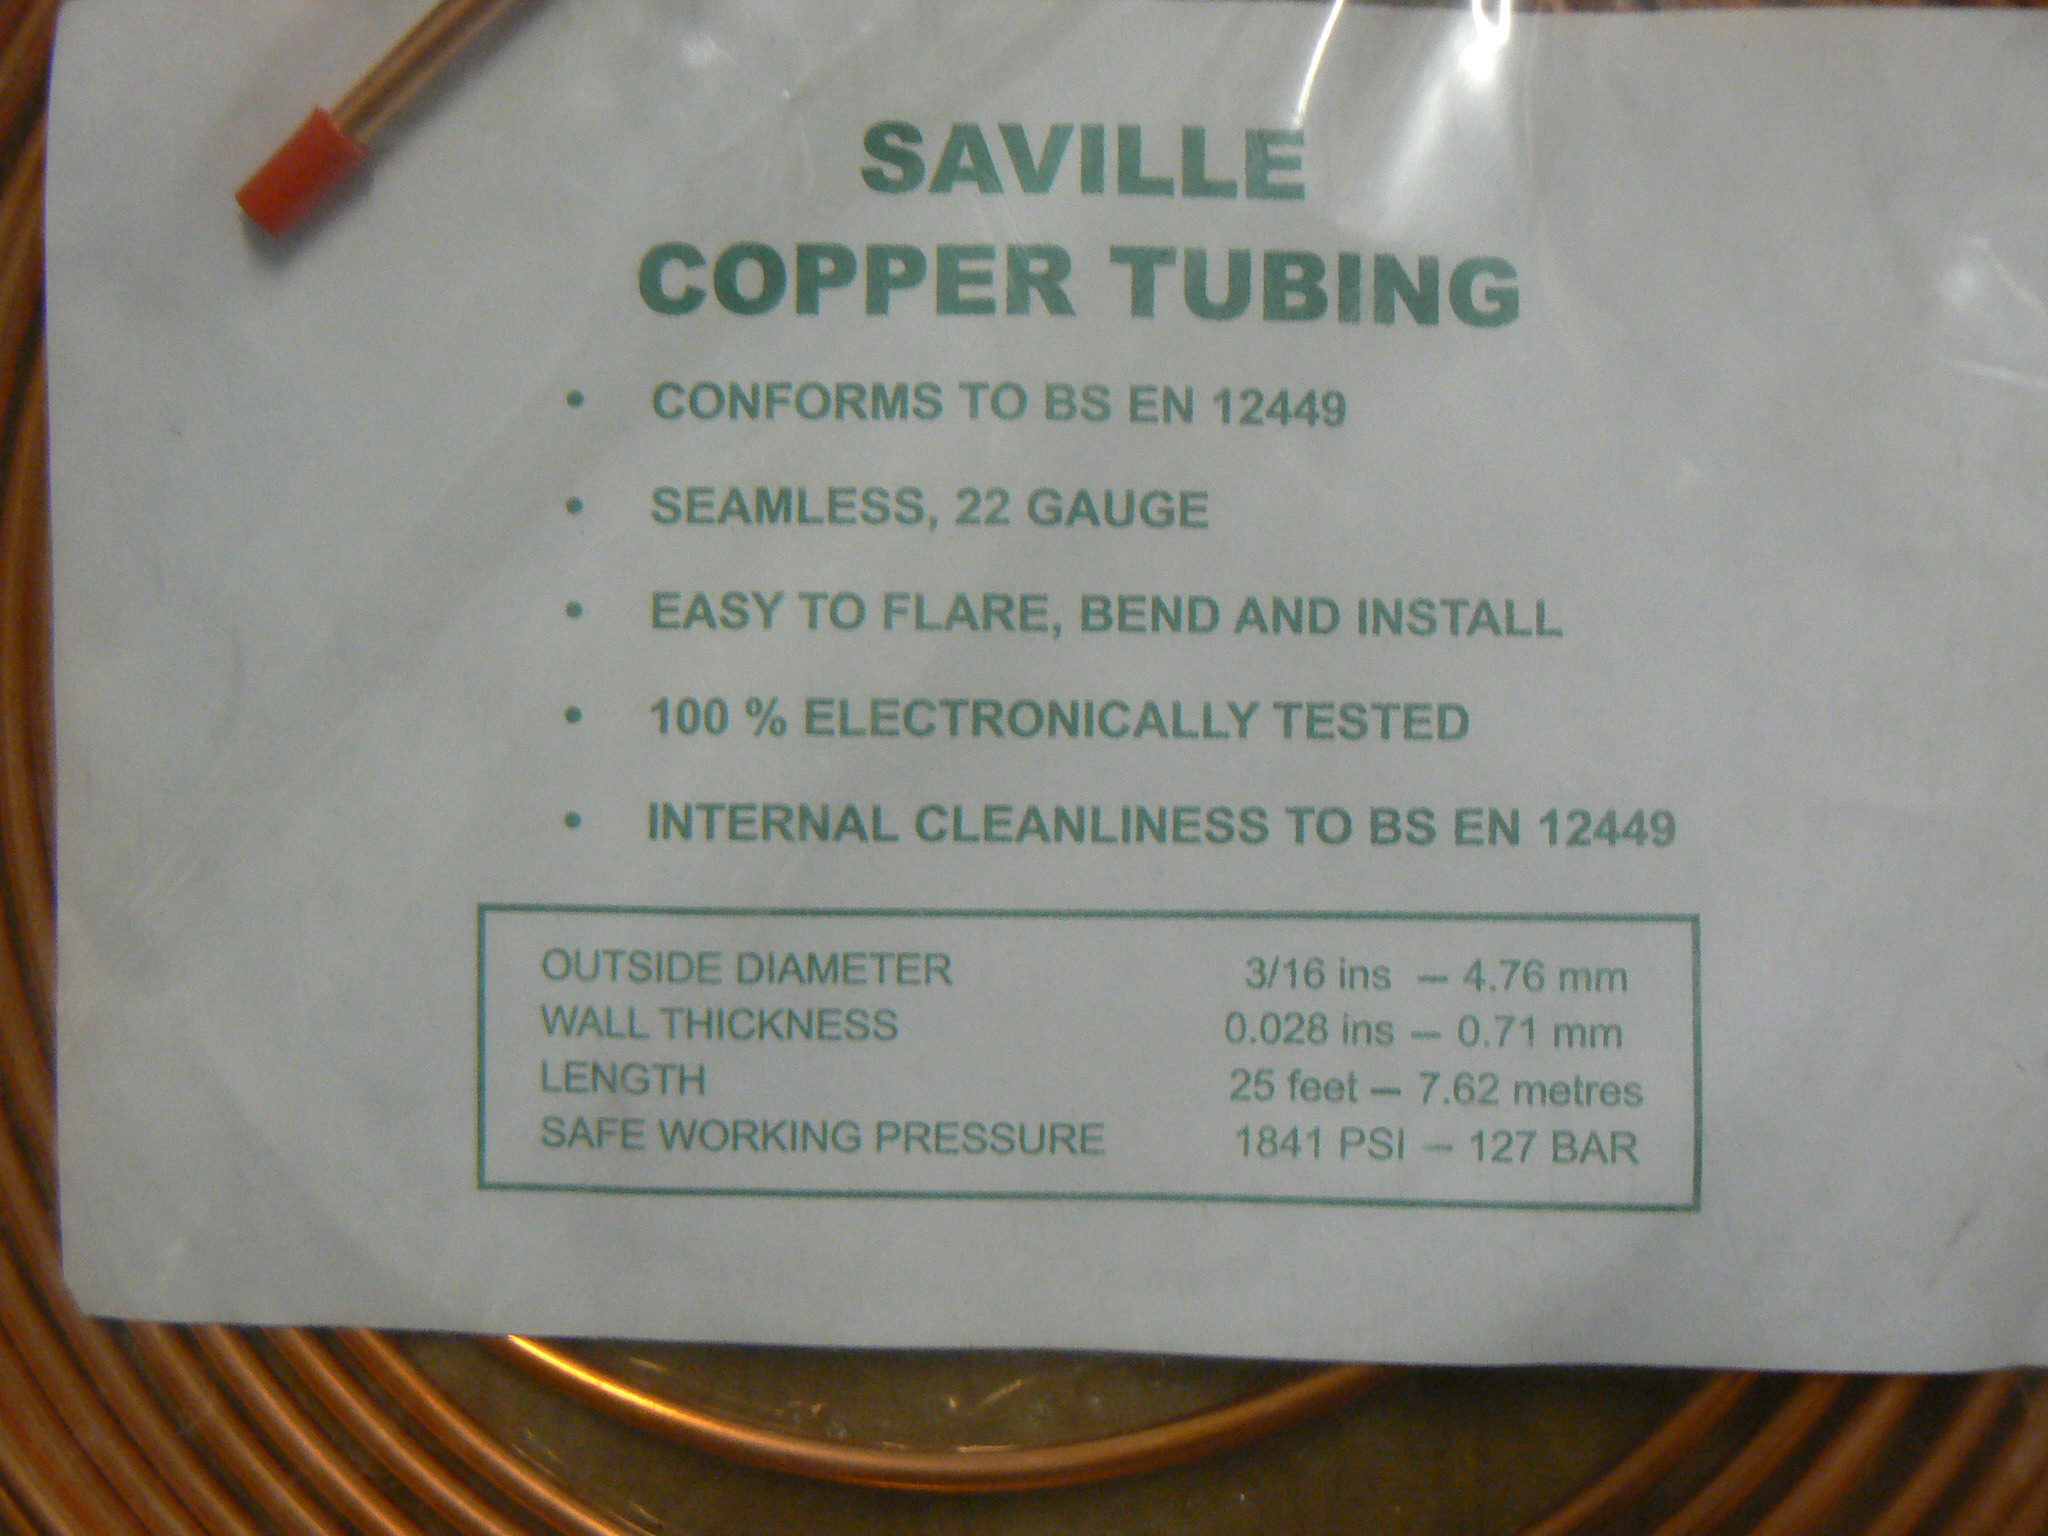 SAVILLE
COPPER TUBING
• CONFORMS TO BS EN 12449
• SEAMLESS, 22 GAUGE
• EASY TO FLARE, BEND AND INSTALL
• 100 % ELECTRONICALLY TESTED
• INTERNAL CLEANLINESS TO BS EN 12449
OUTSIDE DIAMETER 3/16 ins – 4.76 mm
WALL THICKNESS 0.028 ins – 0.71 mm
LENGTH 25 feet – 7.62 metres
SAFE WORKING PRESSURE 1841 PSI – 127 BAR